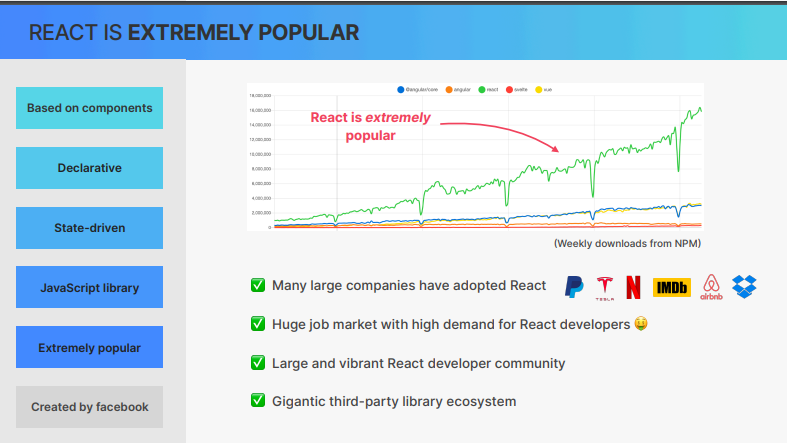 REACT IS EXTREMELY POPULAR
Based on components
Declarative
State-driven
JavaScript library
Extremely popular
Created by facebook
@angular/core angular react svelte vue
18,000,000
16,000,000
14,000,000
12,000,000
10,000,000
8,000,000
6,000,000
4,000,000
2,000,000
0
React is extremely
popular
(Weekly downloads from NPM)
✅ Many large companies have adopted React
TESLA
N
IMDb
airbnb
✅ Huge job market with high demand for React developers 🤑
✅ Large and vibrant React developer community
✅ Gigantic third-party library ecosystem